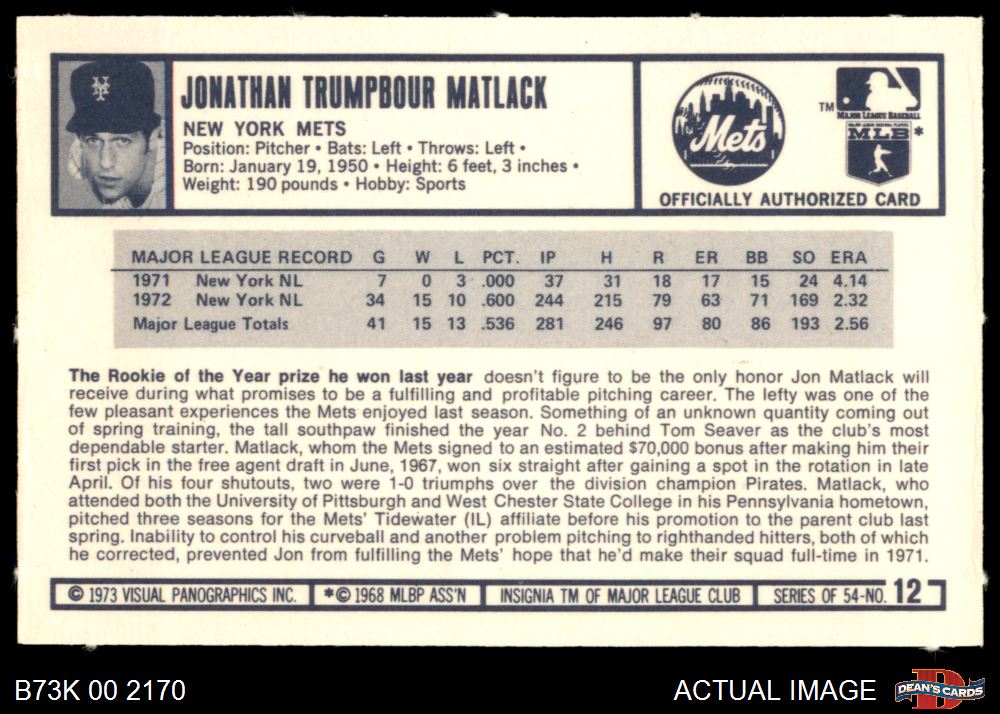 JONATHAN TRUMPBOUR MATLACK
NEW YORK METS
Position: Pitcher • Bats: Left • Throws: Left •
Born: January 19, 1950 • Height: 6 feet, 3 inches •
Weight: 190 pounds • Hobby: Sports
NY
Mets
TM
MAJOR LEAGUE BASEBALL
MAJOR LEAGUE BASEBALL PLAYERS
MLB*
OFFICIALLY AUTHORIZED CARD
MAJOR LEAGUE RECORD G W L PCT. IP H R ER BB SO ERA
1971 New York NL 7 0 3 .000 37 31 18 17 15 24 4.14
1972 New York NL 34 15 10 .600 244 215 79 63 71 169 2.32
Major League Totals 41 15 13 .536 281 246 97 80 86 193 2.56
The Rookie of the Year prize he won last year doesn't figure to be the only honor Jon Matlack will
receive during what promises to be a fulfilling and profitable pitching career. The lefty was one of the
few pleasant experiences the Mets enjoyed last season. Something of an unknown quantity coming out
of spring training, the tall southpaw finished the year No. 2 behind Tom Seaver as the club's most
dependable starter. Matlack, whom the Mets signed to an estimated $70,000 bonus after making him their
first pick in the free agent draft in June, 1967, won six straight after gaining a spot in the rotation in late
April. Of his four shutouts, two were 1-0 triumphs over the division champion Pirates. Matlack, who
attended both the University of Pittsburgh and West Chester State College in his Pennsylvania hometown,
pitched three seasons for the Mets' Tidewater (IL) affiliate before his promotion to the parent club last
spring. Inability to control his curveball and another problem pitching to righthanded hitters, both of which
he corrected, prevented Jon from fulfilling the Mets' hope that he'd make their squad full-time in 1971.
© 1973 VISUAL PANOGRAPHICS INC. *© 1968 MLBP ASS'N INSIGNIA TM OF MAJOR LEAGUE CLUB SERIES OF 54-NO. 12
B73K 00 2170
ACTUAL IMAGE
DEAN'S CARDS